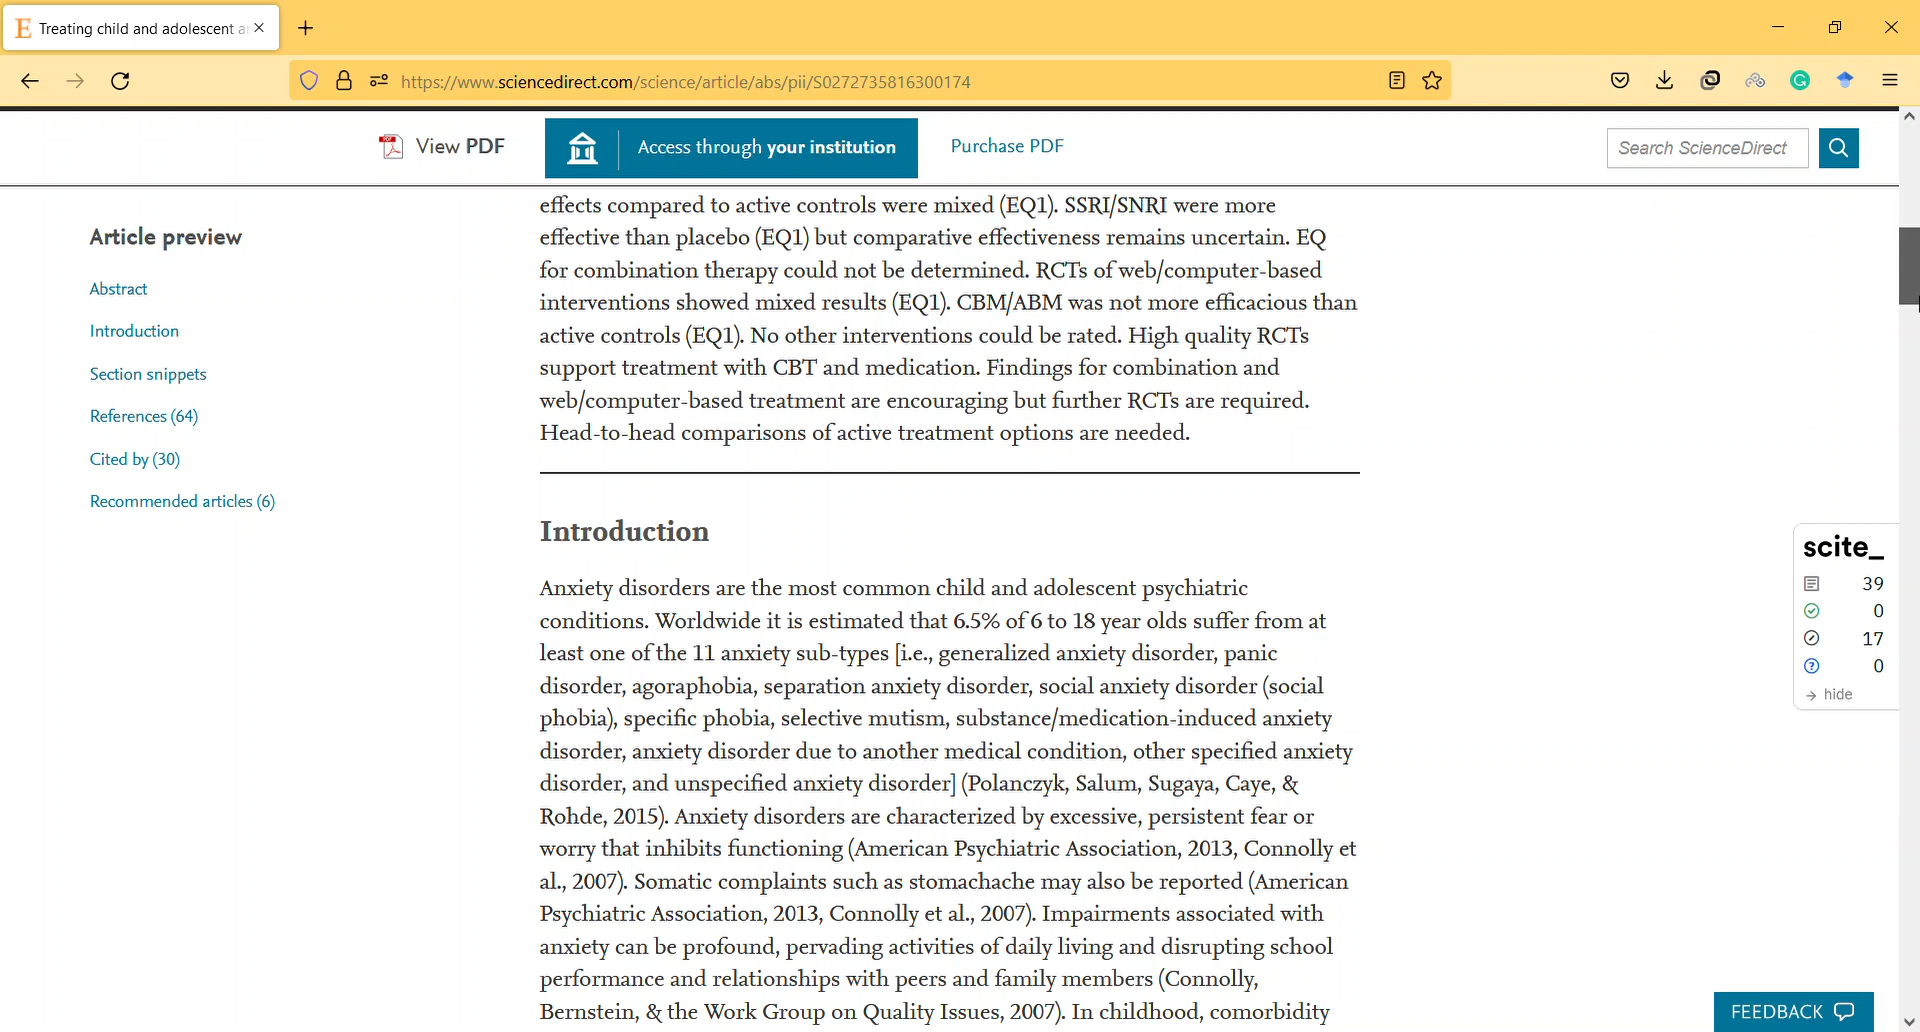 E Treating child and adolescent a
https://www.sciencedirect.com/science/article/abs/pii/S0272735816300174
View PDF
Access through your institution
Purchase PDF
Search ScienceDirect
Article preview
Abstract
Introduction
Section snippets
References (64)
Cited by (30)
Recommended articles (6)
effects compared to active controls were mixed (EQ1). SSRI/SNRI were more
effective than placebo (EQ1) but comparative effectiveness remains uncertain. EQ
for combination therapy could not be determined. RCTs of web/computer-based
interventions showed mixed results (EQ1). CBM/ABM was not more efficacious than
active controls (EQ1). No other interventions could be rated. High quality RCTs
support treatment with CBT and medication. Findings for combination and
web/computer-based treatment are encouraging but further RCTs are required.
Head-to-head comparisons of active treatment options are needed.
Introduction
Anxiety disorders are the most common child and adolescent psychiatric
conditions. Worldwide it is estimated that 6.5% of 6 to 18 year olds suffer from at
least one of the 11 anxiety sub-types [i.e., generalized anxiety disorder, panic
disorder, agoraphobia, separation anxiety disorder, social anxiety disorder (social
phobia), specific phobia, selective mutism, substance/medication-induced anxiety
disorder, anxiety disorder due to another medical condition, other specified anxiety
disorder, and unspecified anxiety disorder] (Polanczyk, Salum, Sugaya, Caye, &
Rohde, 2015). Anxiety disorders are characterized by excessive, persistent fear or
worry that inhibits functioning (American Psychiatric Association, 2013, Connolly et
al., 2007). Somatic complaints such as stomachache may also be reported (American
Psychiatric Association, 2013, Connolly et al., 2007). Impairments associated with
anxiety can be profound, pervading activities of daily living and disrupting school
performance and relationships with peers and family members (Connolly,
Bernstein, & the Work Group on Quality Issues, 2007). In childhood, comorbidity
scite_
39
0
17
0
hide
FEEDBACK